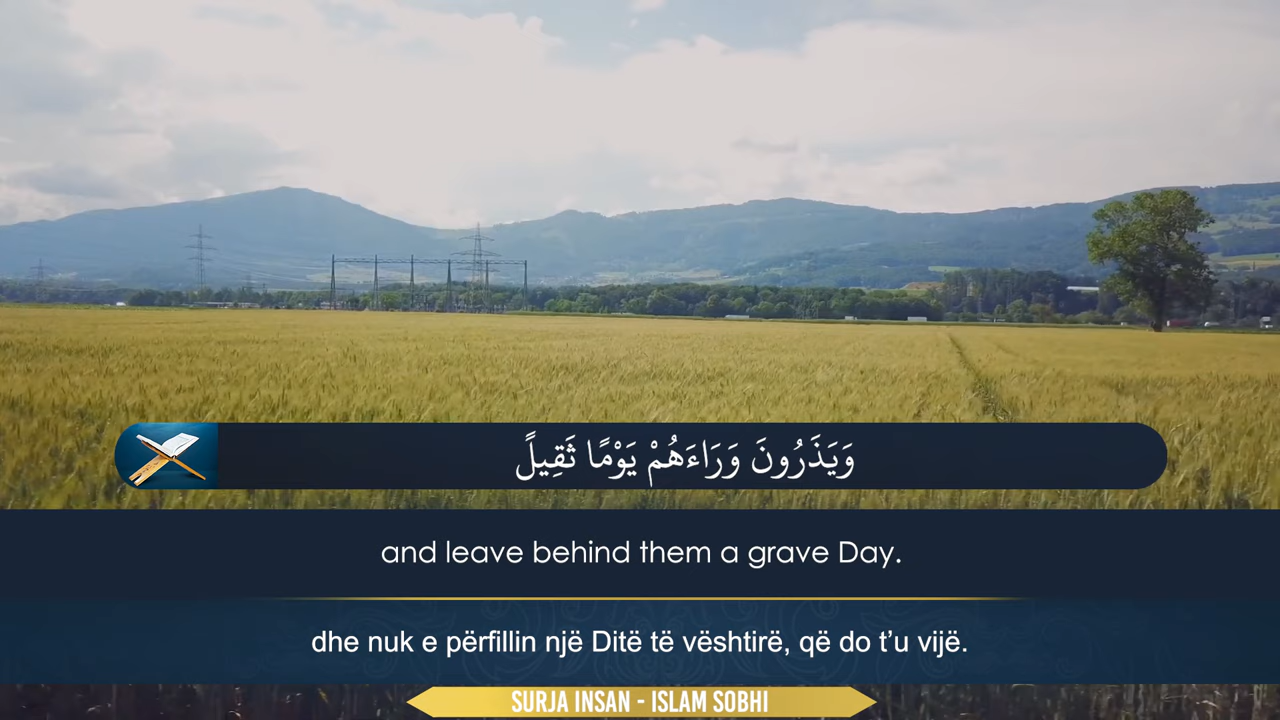 وَيَذَرُونَ وَرَاءَهُمْ يَوْمًا ثَقِيلً
and leave behind them a grave Day.
dhe nuk e përfillin një Ditë të vështirë, që do t’u vijë.
SURJA INSAN - ISLAM SOBHI